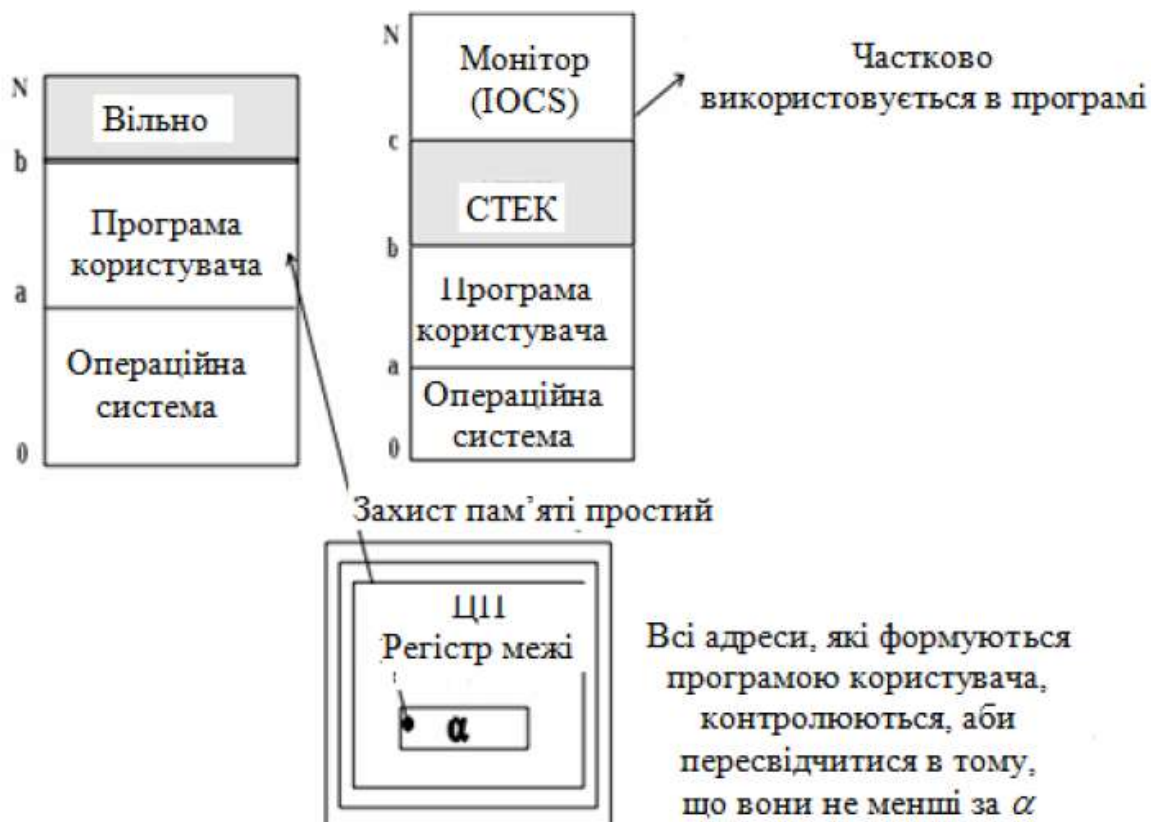 N
Вільно
b
Програма
користувача
a
Операційна
система
0
N
Монітор
(IOCS)
c
СТЕК
b
Програма
користувача
a
Операційна
система
0
Частково
використовується в програмі
Захист пам’яті простий
ЦП
Регістр межі
α
Всі адреси, які формуються
програмою користувача,
контролюються, аби
пересвідчитися в тому,
що вони не менші за α